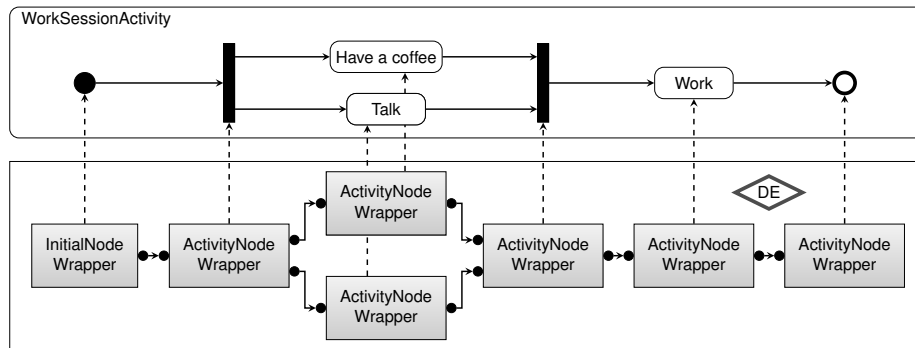 WorkSessionActivity
Have a coffee
Talk
Work
DE
ActivityNode
Wrapper
InitialNode
Wrapper
ActivityNode
Wrapper
ActivityNode
Wrapper
ActivityNode
Wrapper
ActivityNode
Wrapper
ActivityNode
Wrapper